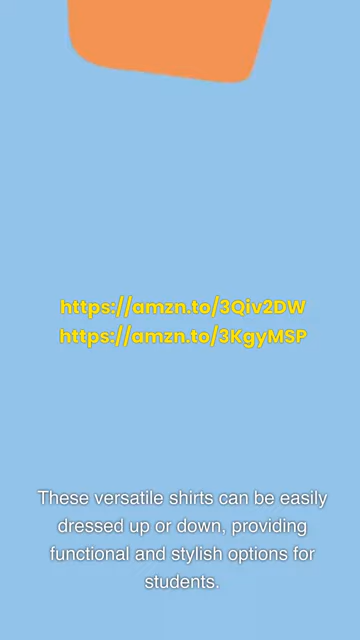 https://amzn.to/3Qiv2DW
https://amzn.to/3KgyMSP
These versatile shirts can be easily
dressed up or down, providing
functional and stylish options for
students.